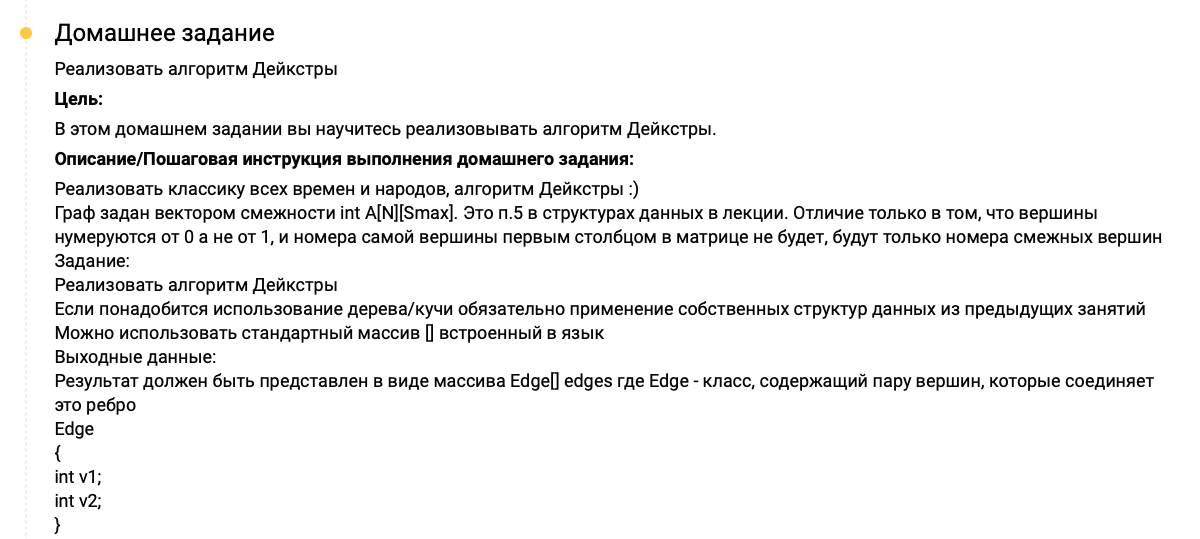 Домашнее задание
Реализовать алгоритм Дейкстры
Цель:
В этом домашнем задании вы научитесь реализовывать алгоритм Дейкстры.
Описание/Пошаговая инструкция выполнения домашнего задания:
Реализовать классику всех времен и народов, алгоритм Дейкстры :)
Граф задан вектором смежности int A[N][Smax]. Это п.5 в структурах данных в лекции. Отличие только в том, что вершины
нумеруются от 0 а не от 1, и номера самой вершины первым столбцом в матрице не будет, будут только номера смежных вершин
Задание:
Реализовать алгоритм Дейкстры
Если понадобится использование дерева/кучи обязательно применение собственных структур данных из предыдущих занятий
Можно использовать стандартный массив [] встроенный в язык
Выходные данные:
Результат должен быть представлен в виде массива Edge[] edges где Edge - класс, содержащий пару вершин, которые соединяет
это ребро
Edge
{
int v1;
int v2;
}